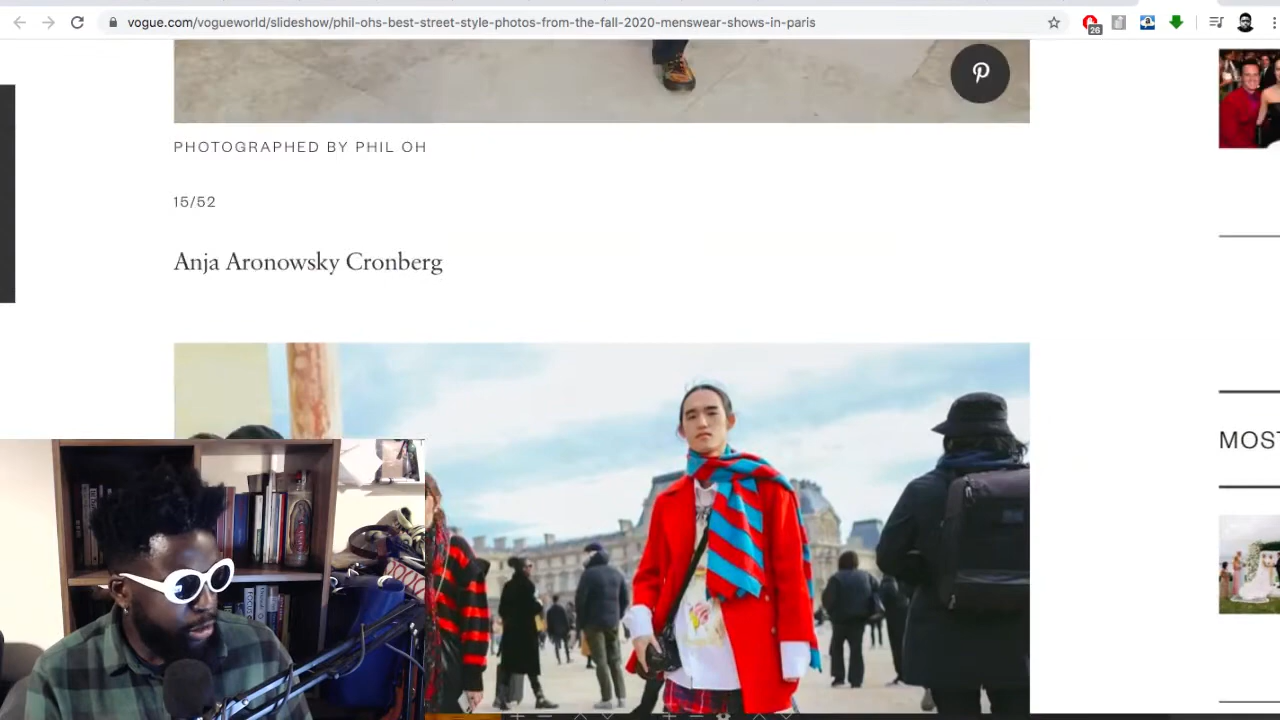 vogue.com/vogueworld/slideshow/phil-ohs-best-street-style-photos-from-the-fall-2020-menswear-shows-in-paris
26
PHOTOGRAPHED BY PHIL OH
15/52
Anja Aronowsky Cronberg
MOST